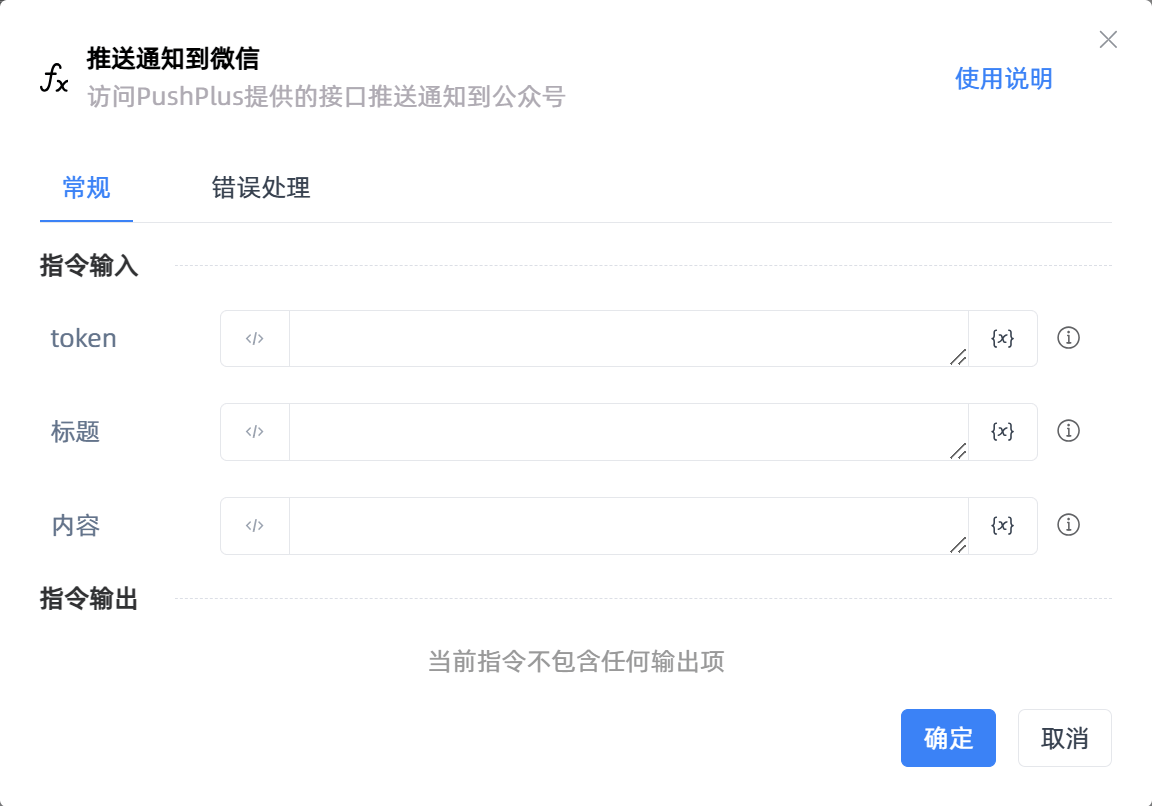 推送通知到微信
访问PushPlus提供的接口推送通知到公众号
使用说明
常规
错误处理
指令输入
token
</>
{x}
标题
</>
{x}
内容
</>
{x}
指令输出
当前指令不包含任何输出项
确定
取消